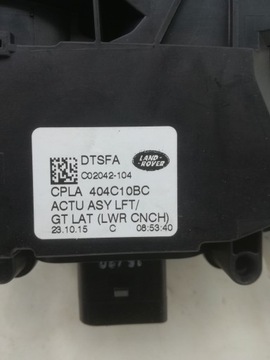 DTSFA
LAND-
ROVER
C02042-104
CPLA 404C10BC
ACTU ASY LFT/
GT LAT (LWR CNCH)
23.10.15 C 08:53:40